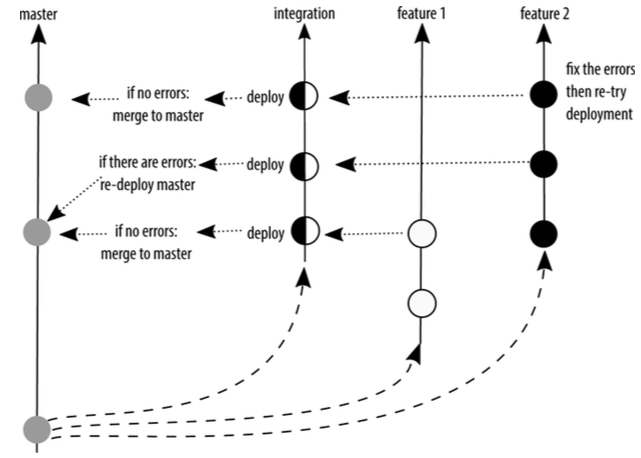 master
integration
feature 1
feature 2
fix the errors
then re-try
deployment
if no errors:
merge to master
deploy
if there are errors:
re-deploy master
deploy
if no errors:
merge to master
deploy